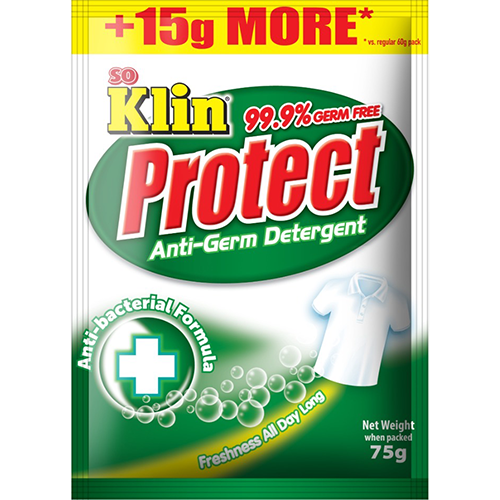 +15g MORE*
* vs. regular 60g pack
SO
Klin®
99.9% GERM FREE
Protect
Anti-Germ Detergent
Anti-bacterial Formula
Freshness All Day Long
Net Weight
when packed
75g